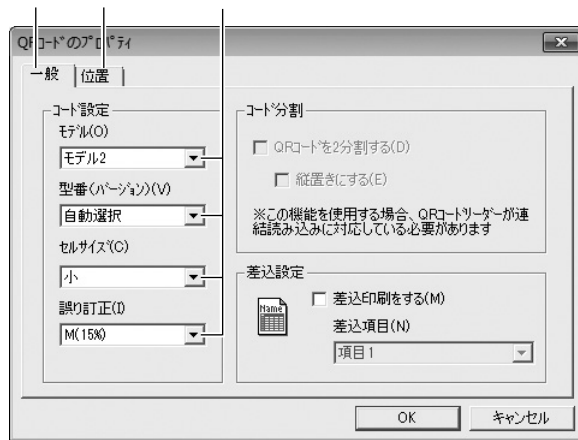 QRコードのプロパティ
一般
位置
コード設定
モデル(O)
モデル2
型番(バージョン)(V)
自動選択
セルサイズ(C)
小
誤り訂正(I)
M(15%)
コード分割
QRコードを2分割する(D)
縦置きにする(E)
※この機能を使用する場合、QRコードリーダーが連
結読み込みに対応している必要があります
差込設定
Name
差込印刷をする(M)
差込項目(N)
項目1
OK
キャンセル